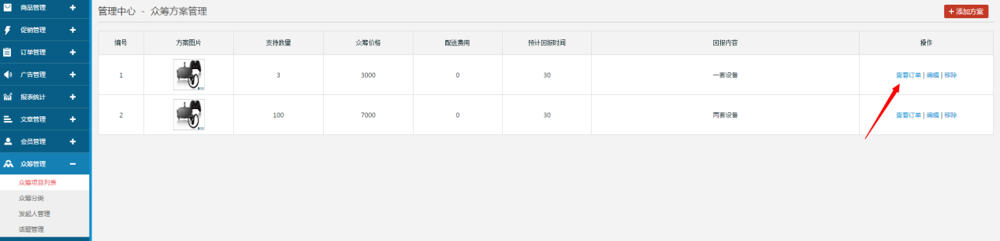 商品管理
促销管理
订单管理
广告管理
报表统计
文章管理
会员管理
众筹管理
众筹项目列表
众筹分类
发起人管理
话题管理
管理中心 - 众筹方案管理
+ 添加方案
编号 方案图片 支持数量 众筹价格 配送费用 预计回报时间 回报内容 操作
1 3 3000 0 30 一套设备 查看订单 | 编辑 | 移除
2 100 7000 0 30 两套设备 查看订单 | 编辑 | 移除